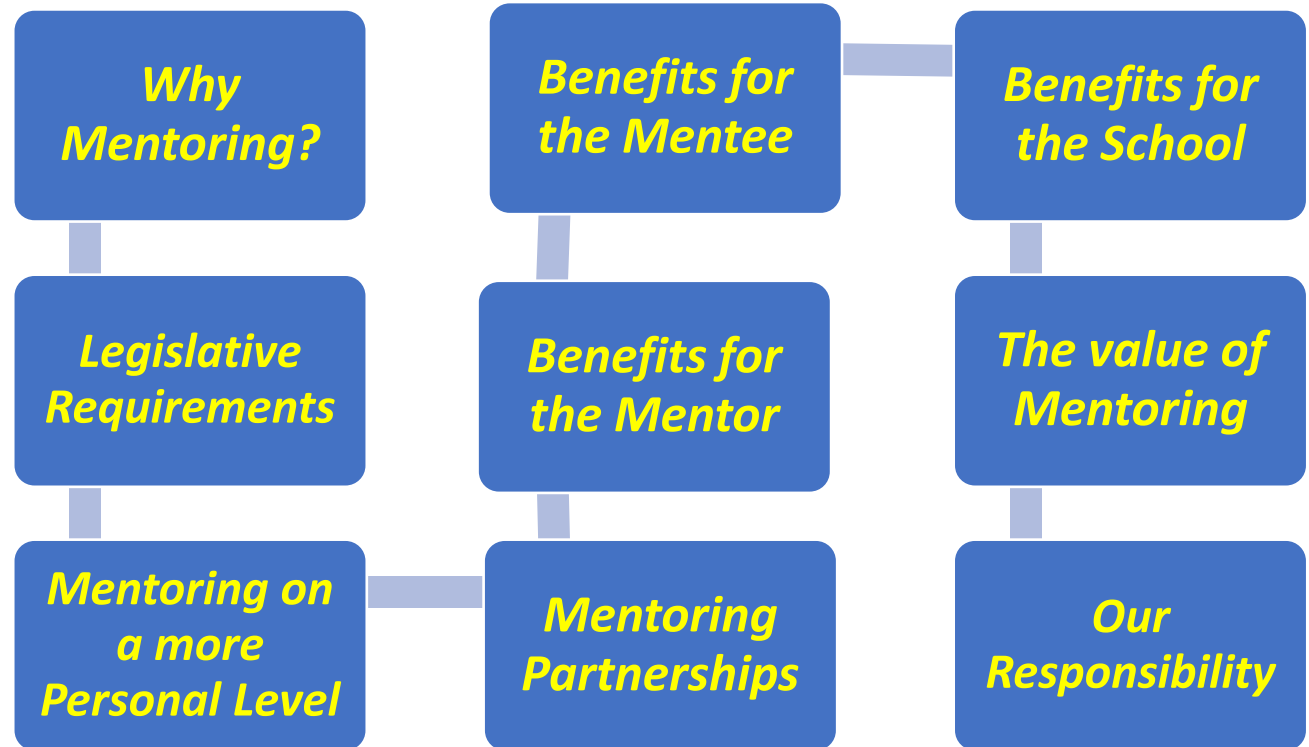 Why
Mentoring?
Legislative
Requirements
Mentoring on
a more
Personal Level
Mentoring
Partnerships
Benefits for
the Mentor
Benefits for
the Mentee
Benefits for
the School
The value of
Mentoring
Our
Responsibility